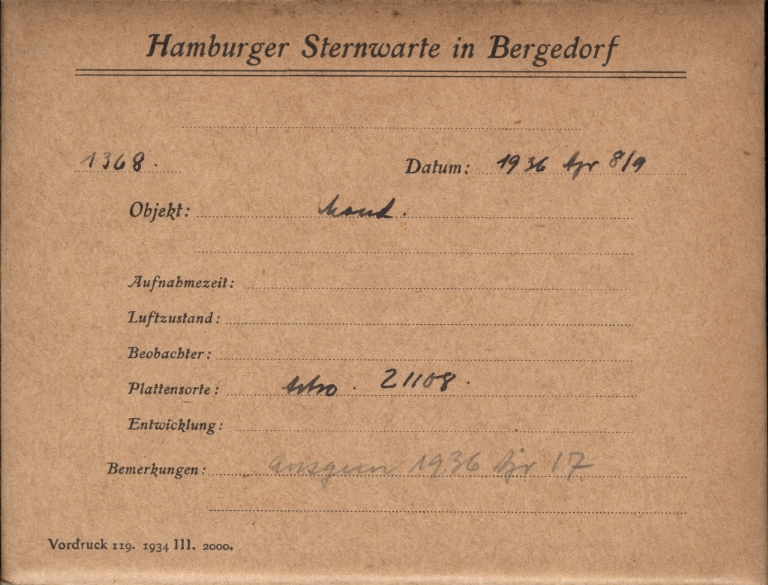 Hamburger Sternwarte in Bergedorf
1368. Datum: 1936 Apr 8/9
Objekt: Mond.
Aufnahmezeit:
Luftzustand:
Beobachter:
Plattensorte: 21108.
Entwicklung:
Bemerkungen: 1936 Apr 17
Vordruck 119. 1934 III. 2000.